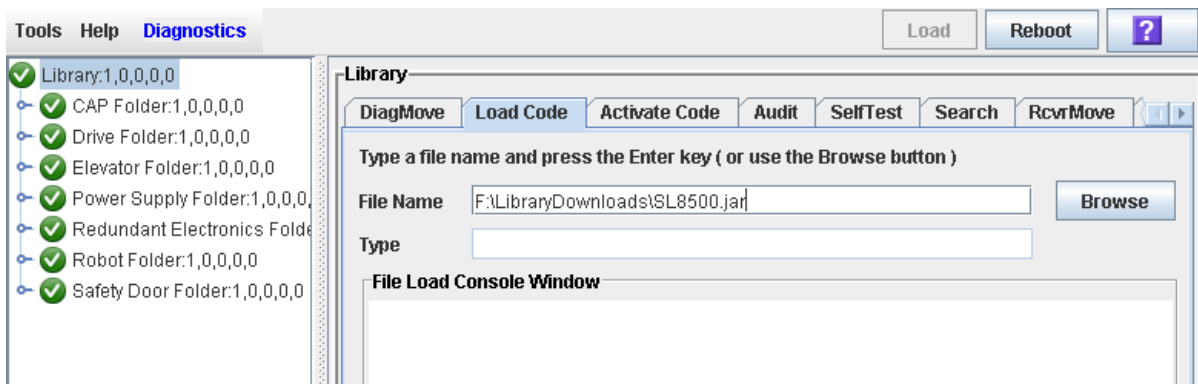 Tools Help Diagnostics Load Reboot ?
Library:1,0,0,0,0
CAP Folder:1,0,0,0,0
Drive Folder:1,0,0,0,0
Elevator Folder:1,0,0,0,0
Power Supply Folder:1,0,0,0,
Redundant Electronics Folde
Robot Folder:1,0,0,0,0
Safety Door Folder:1,0,0,0,0
Library
DiagMove Load Code Activate Code Audit SelfTest Search RcvrMove
Type a file name and press the Enter key ( or use the Browse button )
File Name F:\LibraryDownloads\SL8500.jar Browse
Type
File Load Console Window